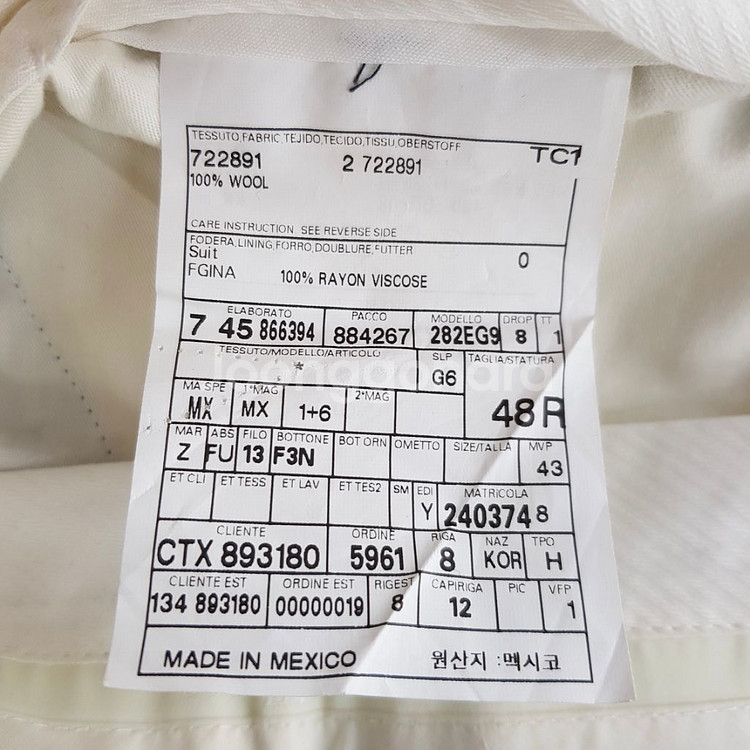 TESSUTO,FABRIC,TEJIDO,TECIDO,TISSU,OBERSTOFF
TC1
722891 2 722891
100% WOOL
CARE INSTRUCTION SEE REVERSE SIDE
FODERA,LINING,FORRO,DOUBLURE,FUTTER
Suit 0
FGINA 100% RAYON VISCOSE
ELABORATO PACCO MODELLO DROP TT
7 45 866394 884267 282EG9 8 1
TESSUTO/MODELLO/ARTICOLO SLP TAGLIA/STATURA
* G6
MA SPE 1*MAG 2*MAG
MX MX 1+6 48 R
MAR ABS FILO BOTTONE BOT ORN OMETTO SIZE/TALLA MVP
Z FU 13 F3N 43
ET CLI ET TESS ET LAV ET TES2 SM EDI MATRICOLA
Y 2403748
CLIENTE ORDINE RIGA NAZ TPO
CTX 893180 5961 8 KOR H
CLIENTE EST ORDINE EST RIGEST CAPIRIGA PIC VFP
134 893180 00000019 8 12 1
MADE IN MEXICO 원산지 :멕시코